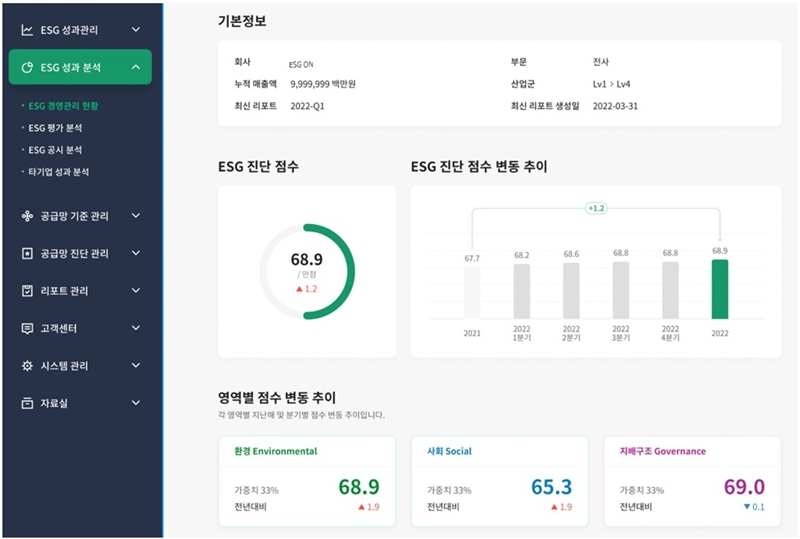 ESG 성과관리
ESG 성과 분석
ESG 경영관리 현황
ESG 평가 분석
ESG 공시 분석
타기업 성과 분석
공급망 기준 관리
공급망 진단 관리
리포트 관리
고객센터
시스템 관리
자료실
기본정보
회사 ESG ON 부문 전사
누적 매출액 9,999,999 백만원 산업군 Lv1 > Lv4
최신 리포트 2022-Q1 최신 리포트 생성일 2022-03-31
ESG 진단 점수
68.9
/ 만점
▲ 1.2
ESG 진단 점수 변동 추이
+1.2
67.7 68.2 68.6 68.8 68.8 68.9
2021 2022 1분기 2022 2분기 2022 3분기 2022 4분기 2022
영역별 점수 변동 추이
각 영역별 지난해 및 분기별 점수 변동 추이입니다.
환경 Environmental
가중치 33% 68.9
전년대비 ▲ 1.9
사회 Social
가중치 33% 65.3
전년대비 ▲ 1.9
지배구조 Governance
가중치 33% 69.0
전년대비 ▼ 0.1